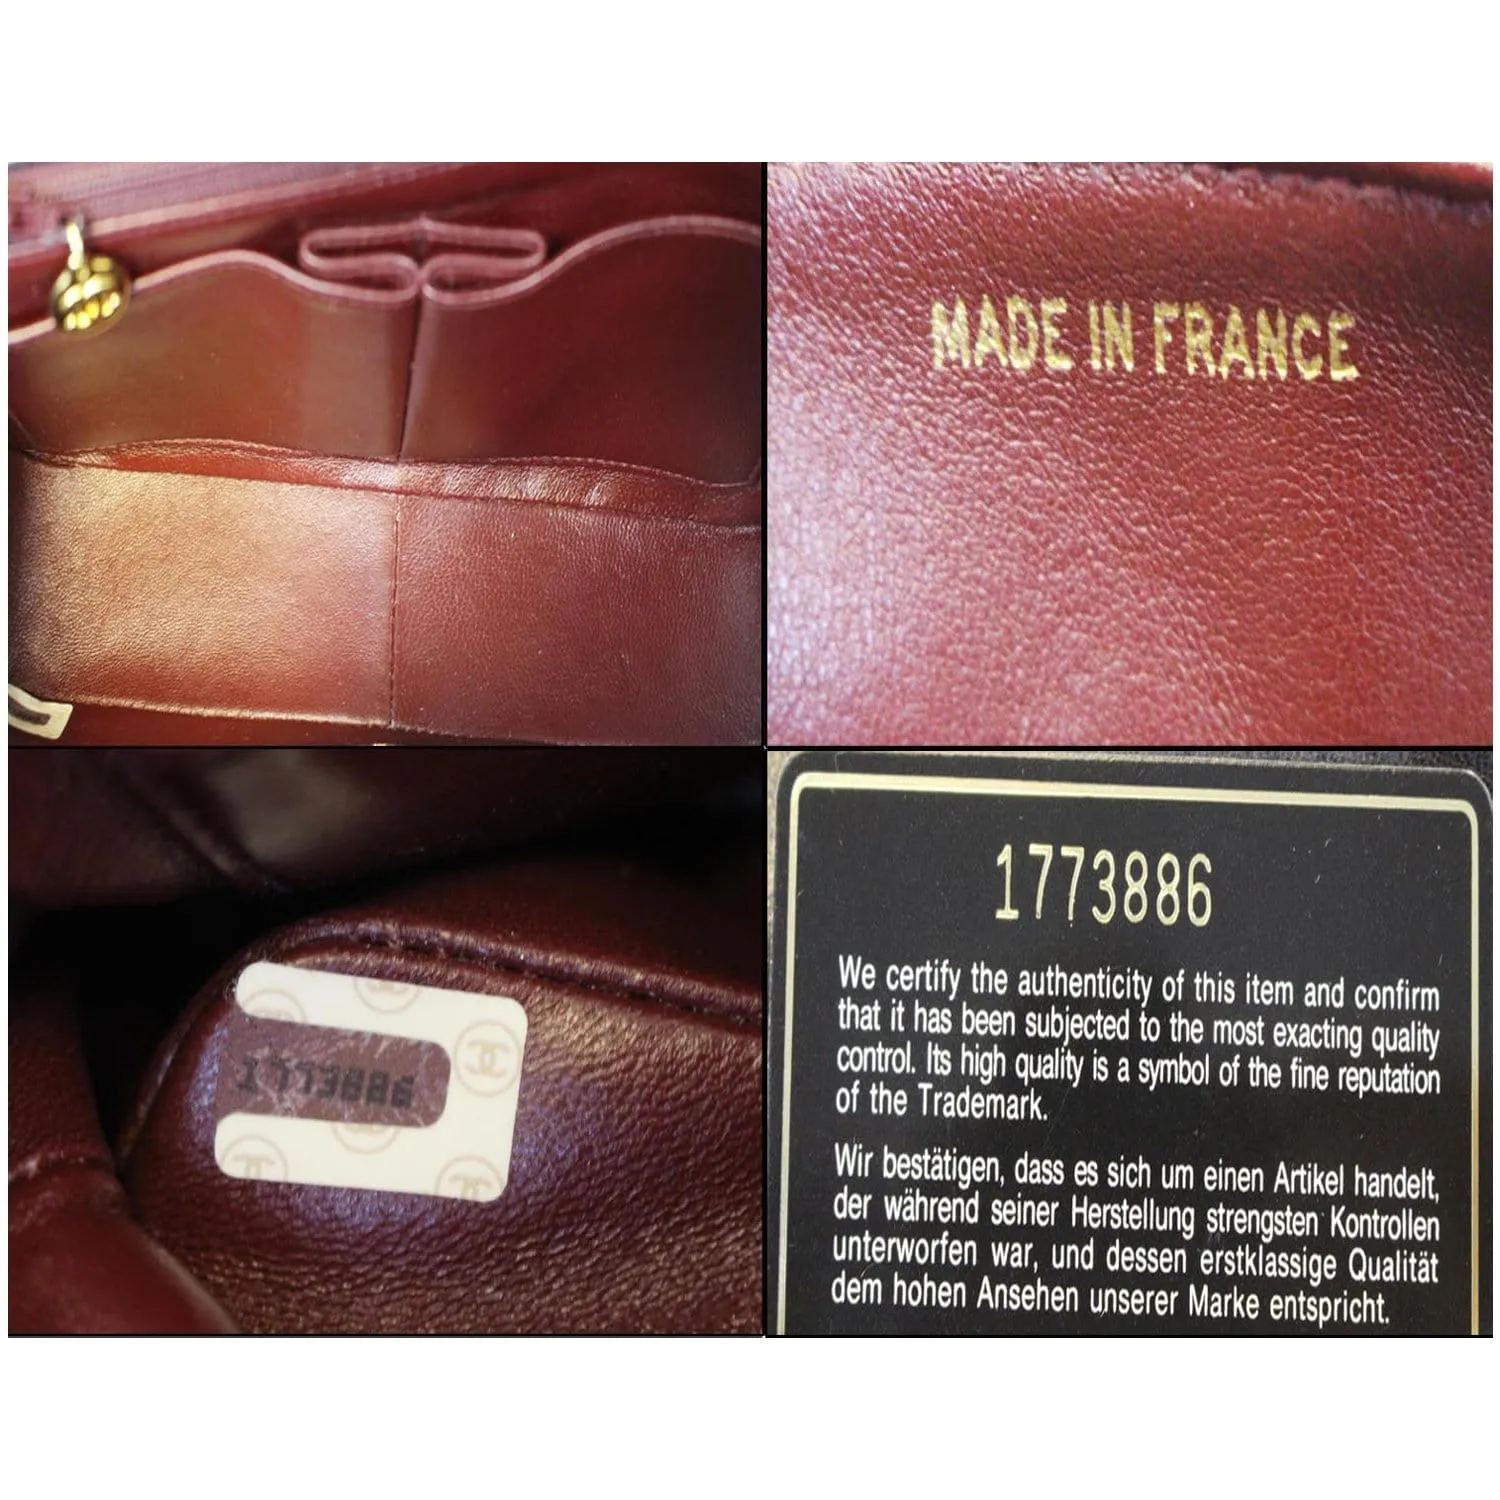 MADE IN FRANCE
1773886
1773886
We certify the authenticity of this item and confirm
that it has been subjected to the most exacting quality
control. Its high quality is a symbol of the fine reputation
of the Trademark.
Wir bestätigen, dass es sich um einen Artikel handelt,
der während seiner Herstellung strengsten Kontrollen
unterworfen war, und dessen erstklassige Qualität
dem hohen Ansehen unserer Marke entspricht.